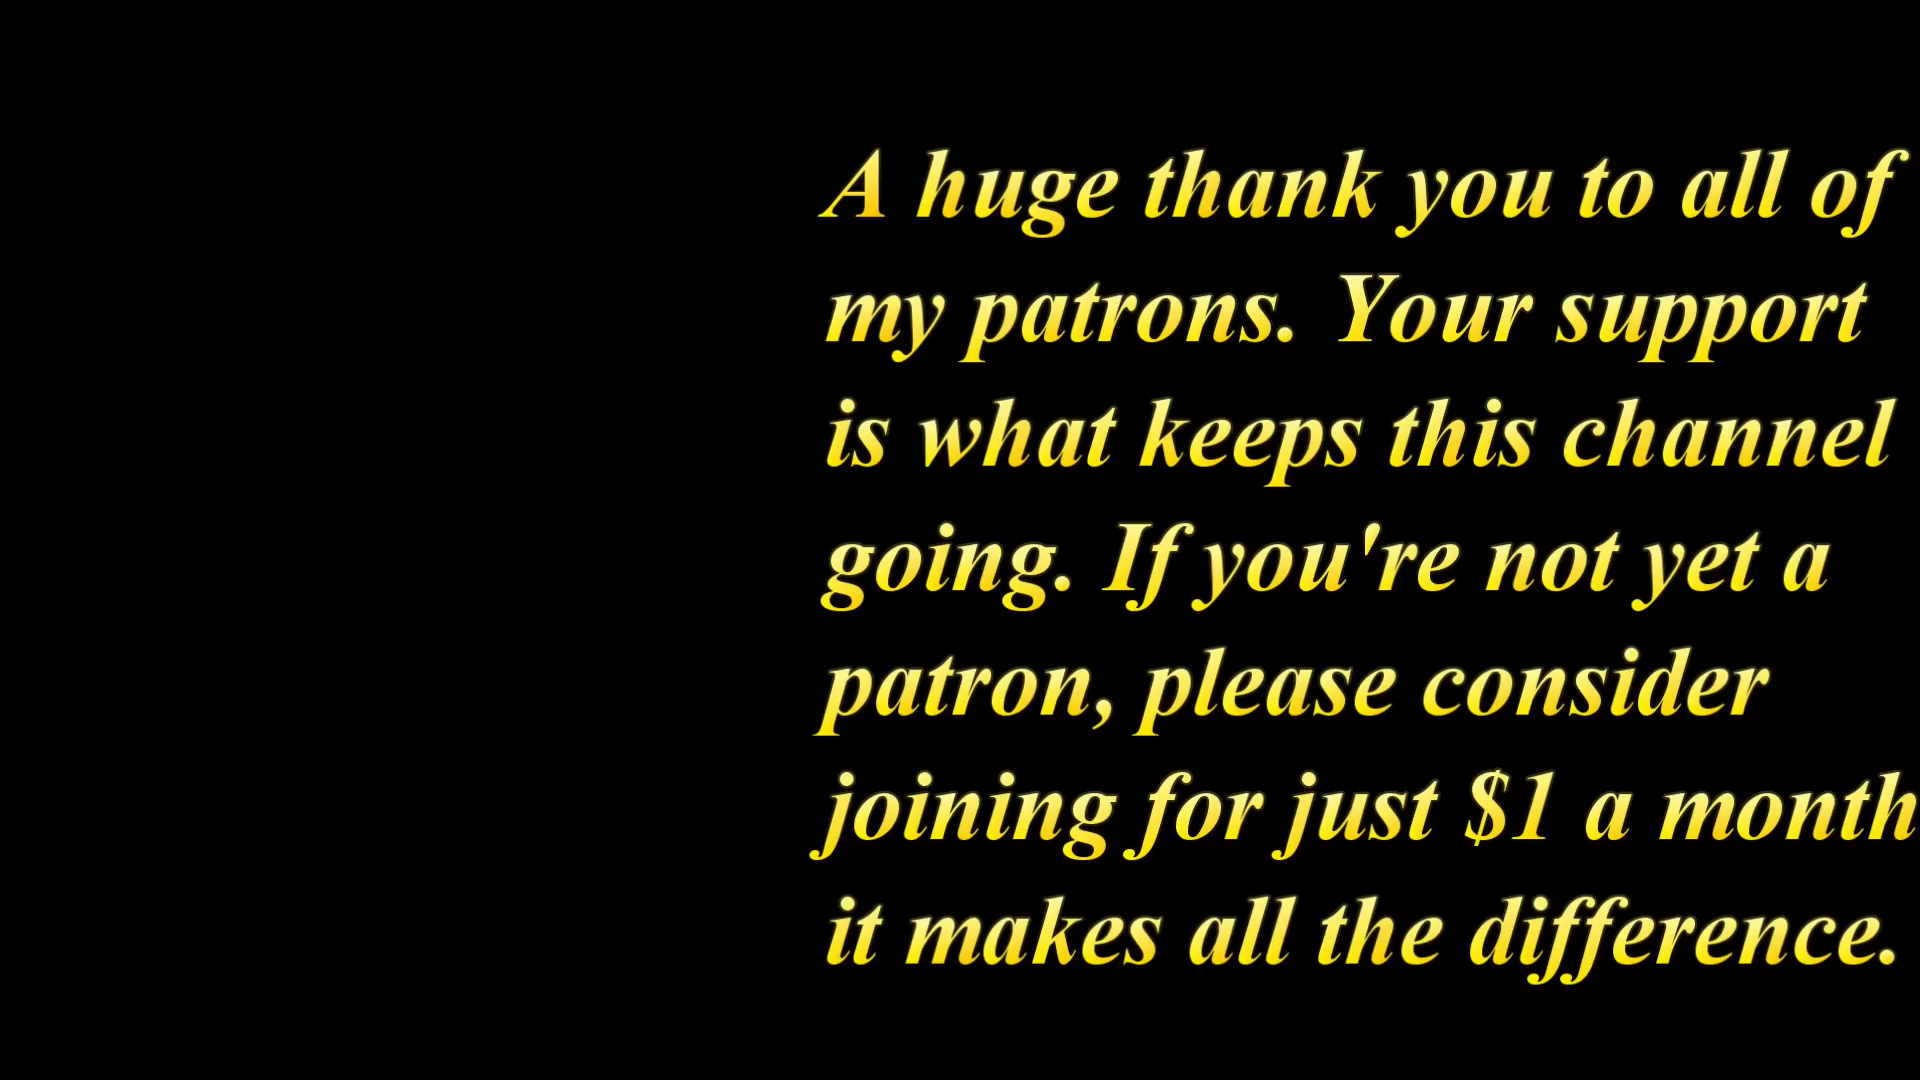 A huge thank you to all of
my patrons. Your support
is what keeps this channel
going. If you're not yet a
patron, please consider
joining for just $1 a month
it makes all the difference.